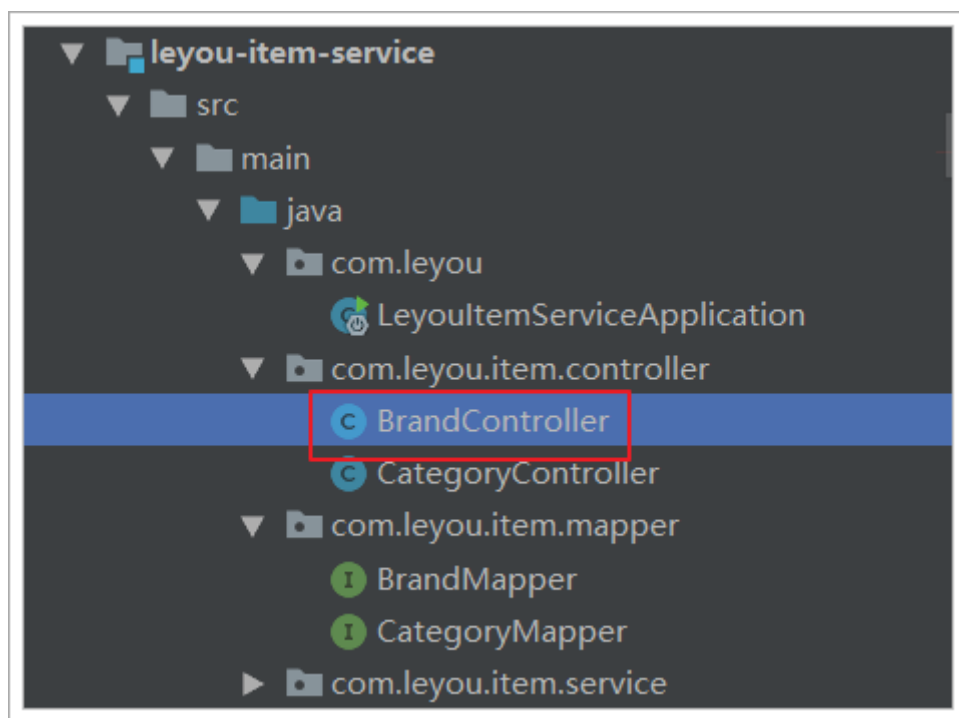 leyou-item-service
src
main
java
com.leyou
LeyouItemServiceApplication
com.leyou.item.controller
BrandController
CategoryController
com.leyou.item.mapper
BrandMapper
CategoryMapper
com.leyou.item.service